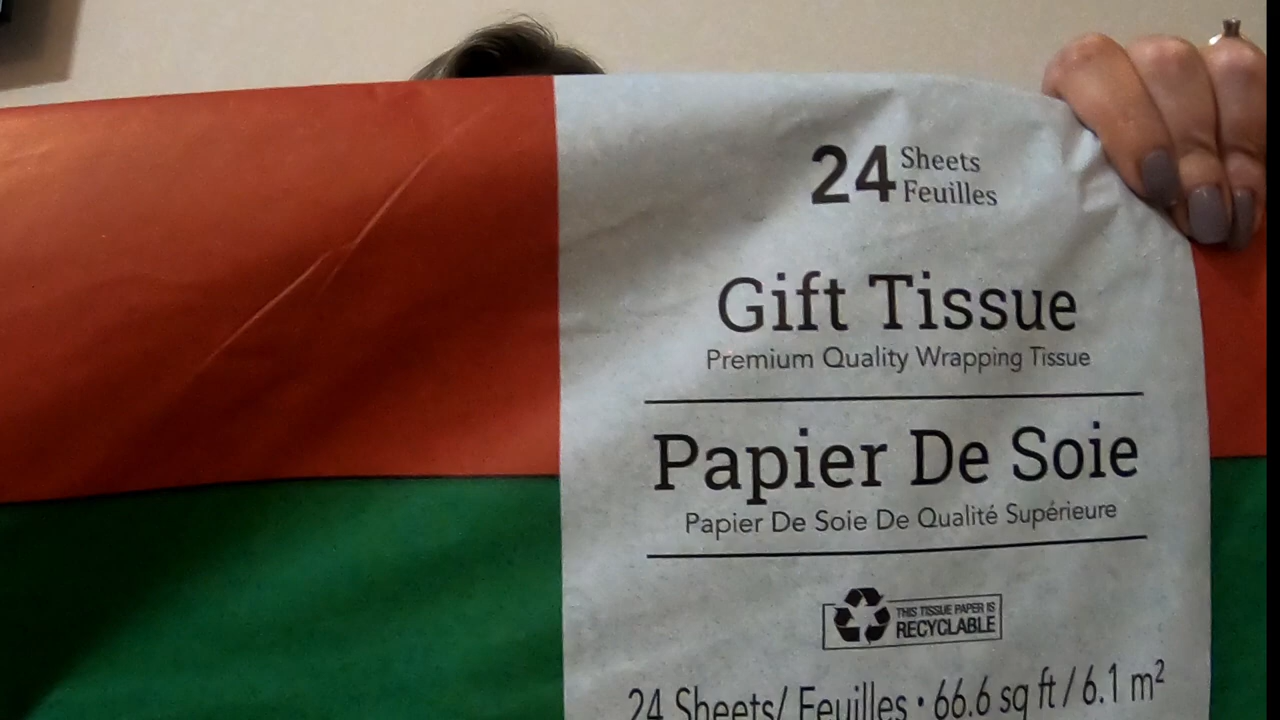 24 Sheets
Feuilles
Gift Tissue
Premium Quality Wrapping Tissue
Papier De Soie
Papier De Soie De Qualité Supérieure
THIS TISSUE PAPER IS
RECYCLABLE
24 Sheets/ Feuilles • 66.6 sq ft / 6.1 m²